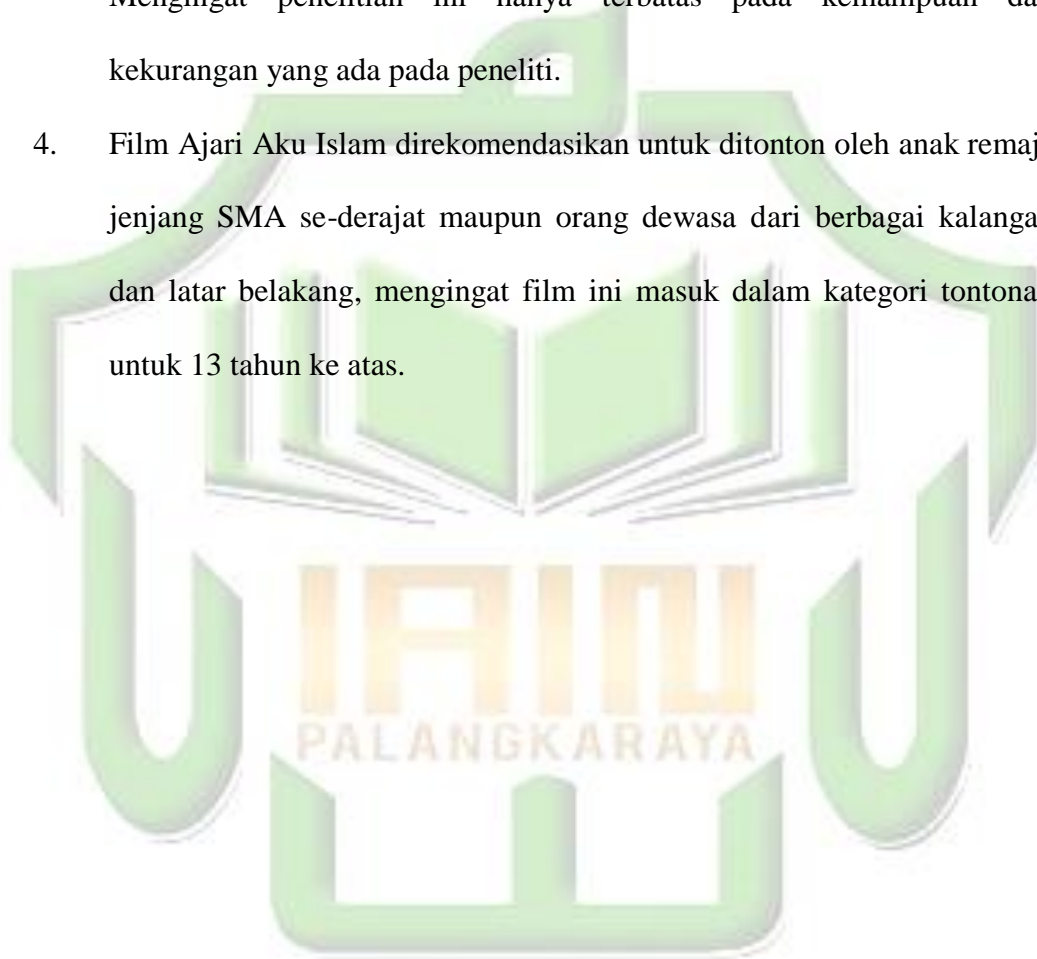 Mengingat penelitian ini hanya terbatas pada kemampuan da
kekurangan yang ada pada peneliti.
4. Film Ajari Aku Islam direkomendasikan untuk ditonton oleh anak remaj
jenjang SMA se-derajat maupun orang dewasa dari berbagai kalanga
dan latar belakang, mengingat film ini masuk dalam kategori tontona
untuk 13 tahun ke atas.
IAIN
PALANGKARAYA